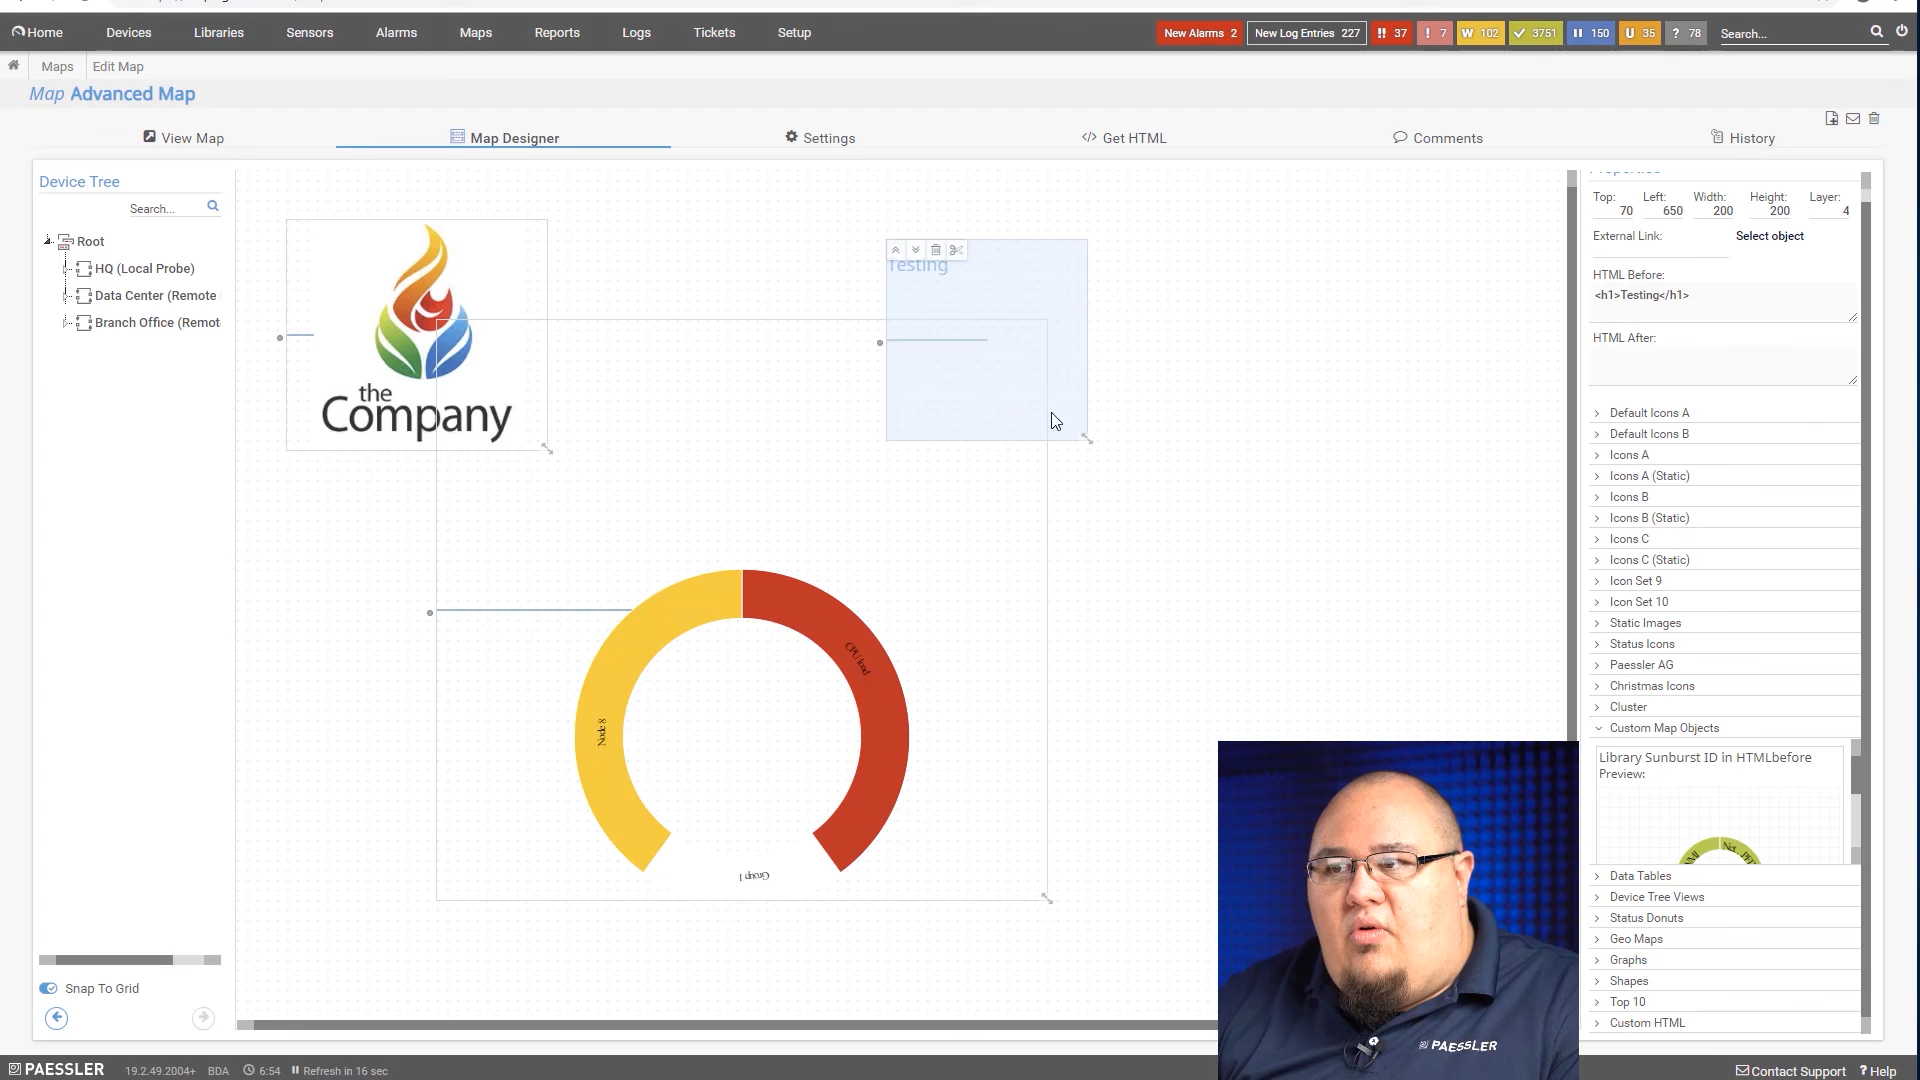 Home Devices Libraries Sensors Alarms Maps Reports Logs Tickets Setup New Alarms 2 New Log Entries 227 !! 37 ! 7 W 102 3751 150 U 35 ? 78 Search...
Maps Edit Map
Map Advanced Map
View Map Map Designer Settings </> Get HTML Comments History
Device Tree
Search...
Root
HQ (Local Probe)
Data Center (Remote
Branch Office (Remot
Snap To Grid
the
Company
Testing
Node 8
CPU load
Group 1
Properties
Top: Left: Width: Height: Layer:
70 650 200 200 4
External Link: Select object
HTML Before:
<h1>Testing</h1>
HTML After:
Default Icons A
Default Icons B
Icons A
Icons A (Static)
Icons B
Icons B (Static)
Icons C
Icons C (Static)
Icon Set 9
Icon Set 10
Static Images
Status Icons
Paessler AG
Christmas Icons
Cluster
Custom Map Objects
Library Sunburst ID in HTMLbefore
Preview:
Data Tables
Device Tree Views
Status Donuts
Geo Maps
Graphs
Shapes
Top 10
Custom HTML
PAESSLER
PAESSLER 19.2.49.2004+ BDA 6:54 Refresh in 16 sec Contact Support ? Help